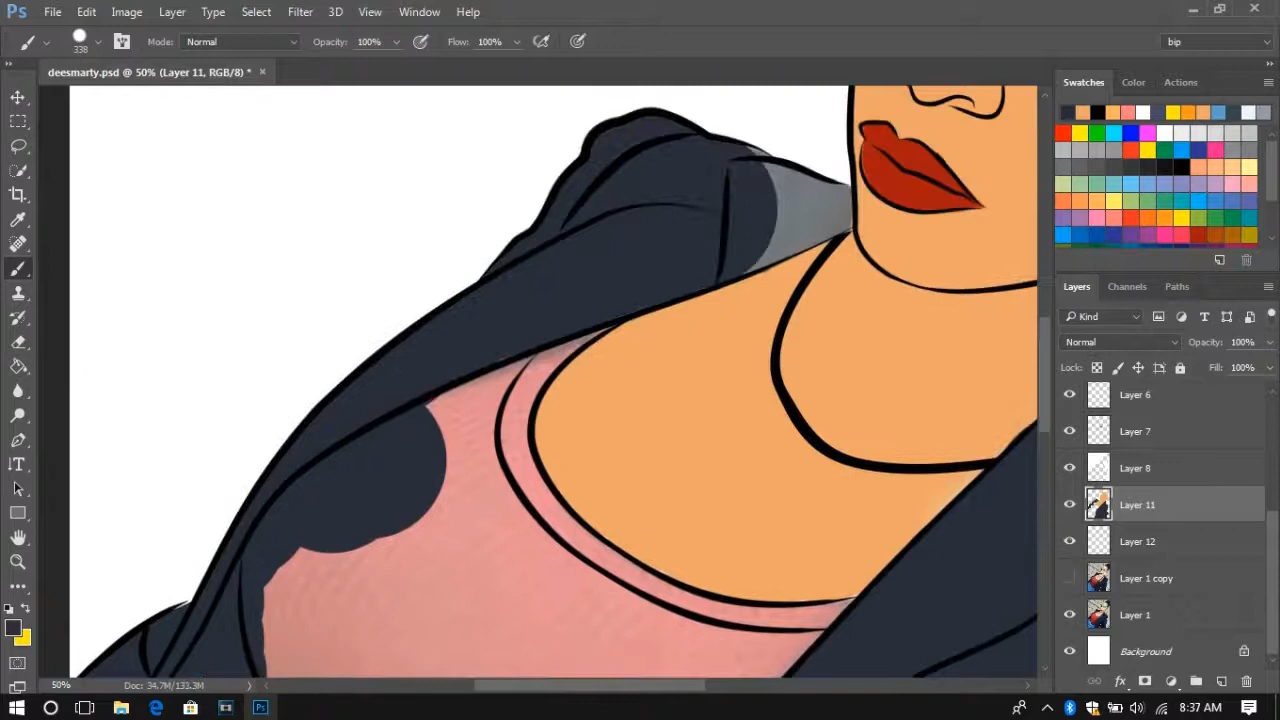 Ps File Edit Image Layer Type Select Filter 3D View Window Help
338 Mode: Normal Opacity: 100% Flow: 100% bip
deesmarty.psd @ 50% (Layer 11, RGB/8) *
Swatches Color Actions
Layers Channels Paths
Kind
Normal Opacity: 100%
Lock: Fill: 100%
Layer 6
Layer 7
Layer 8
Layer 11
Layer 12
Layer 1 copy
Layer 1
Background
50% Doc: 34.7M/133.3M
fx
Ps 8:37 AM